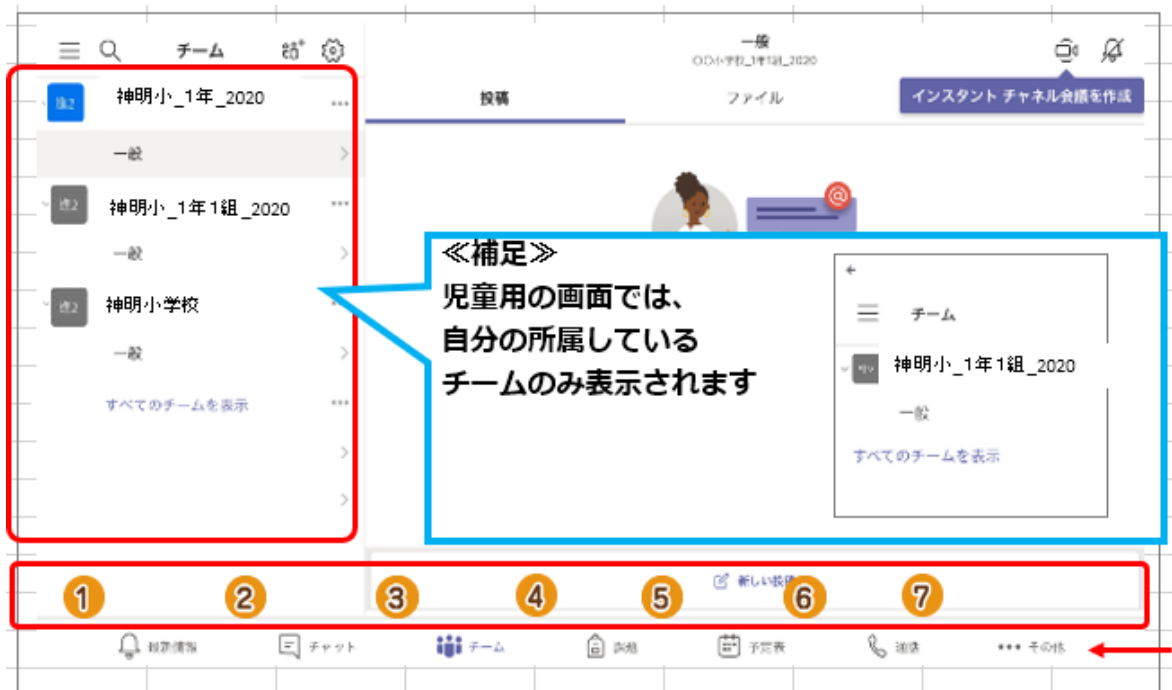 チーム
一般
〇〇小学校_1年1組_2020
神明小_1年_2020
投稿
ファイル
インスタント チャネル会議を作成
一般
神明小_1年1組_2020
一般
神明小学校
一般
すべてのチームを表示
≪補足≫
児童用の画面では、
自分の所属している
チームのみ表示されます
チーム
神明小_1年1組_2020
一般
すべてのチームを表示
新しい投稿
1 2 3 4 5 6 7
最新情報
チャット
チーム
課題
予定表
通話
その他